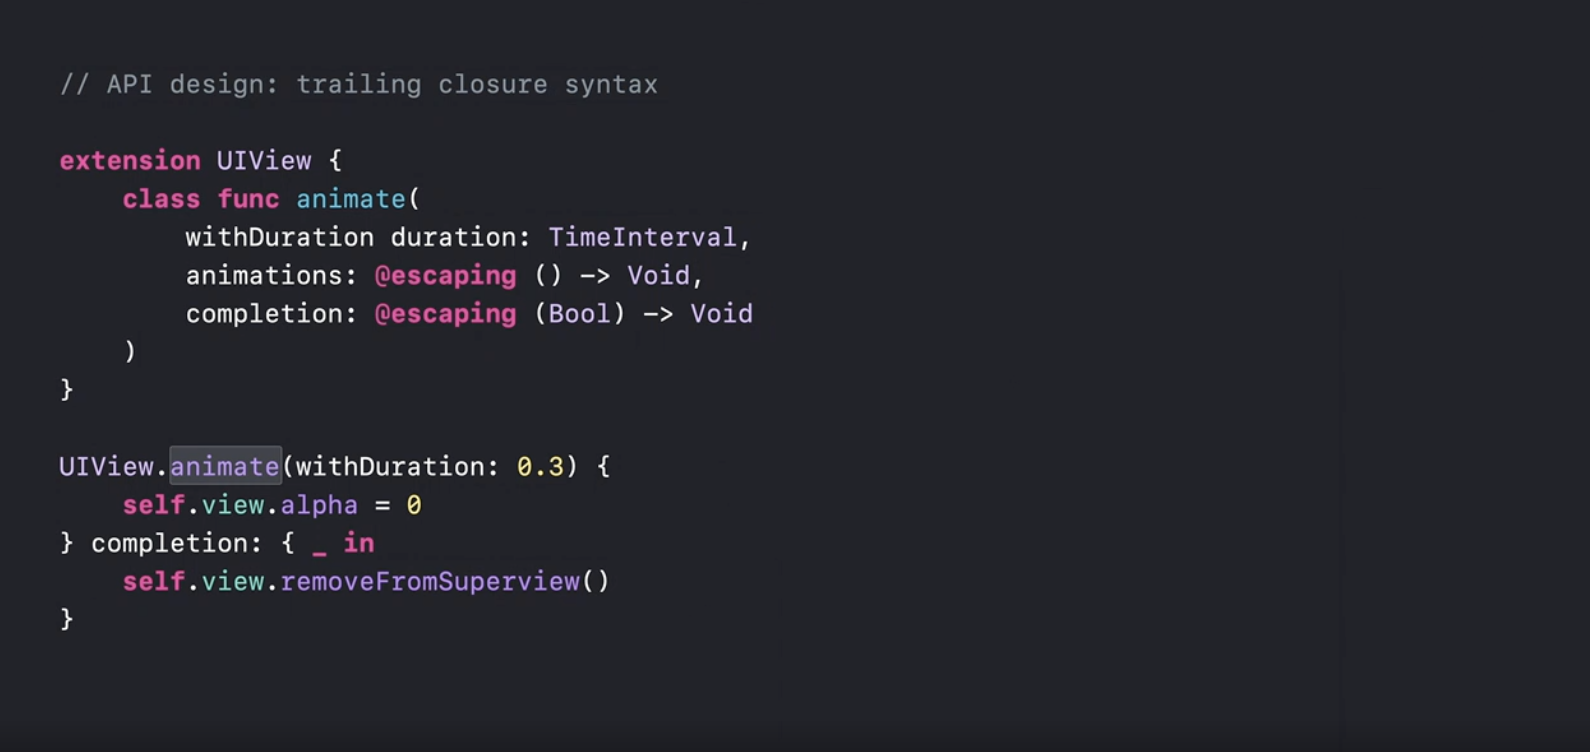 // API design: trailing closure syntax
extension UIView {
    class func animate(
        withDuration duration: TimeInterval,
        animations: @escaping () -> Void,
        completion: @escaping (Bool) -> Void
    )
}
UIView.animate(withDuration: 0.3) {
    self.view.alpha = 0
} completion: { _ in
    self.view.removeFromSuperview()
}